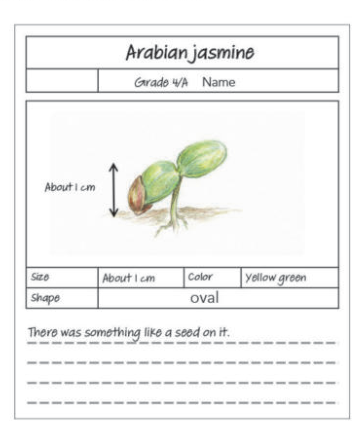 Arabian jasmine
Grade 4/A Name
About 1 cm
Size About 1 cm Color Yellow green
Shape oval
There was something like a seed on it.